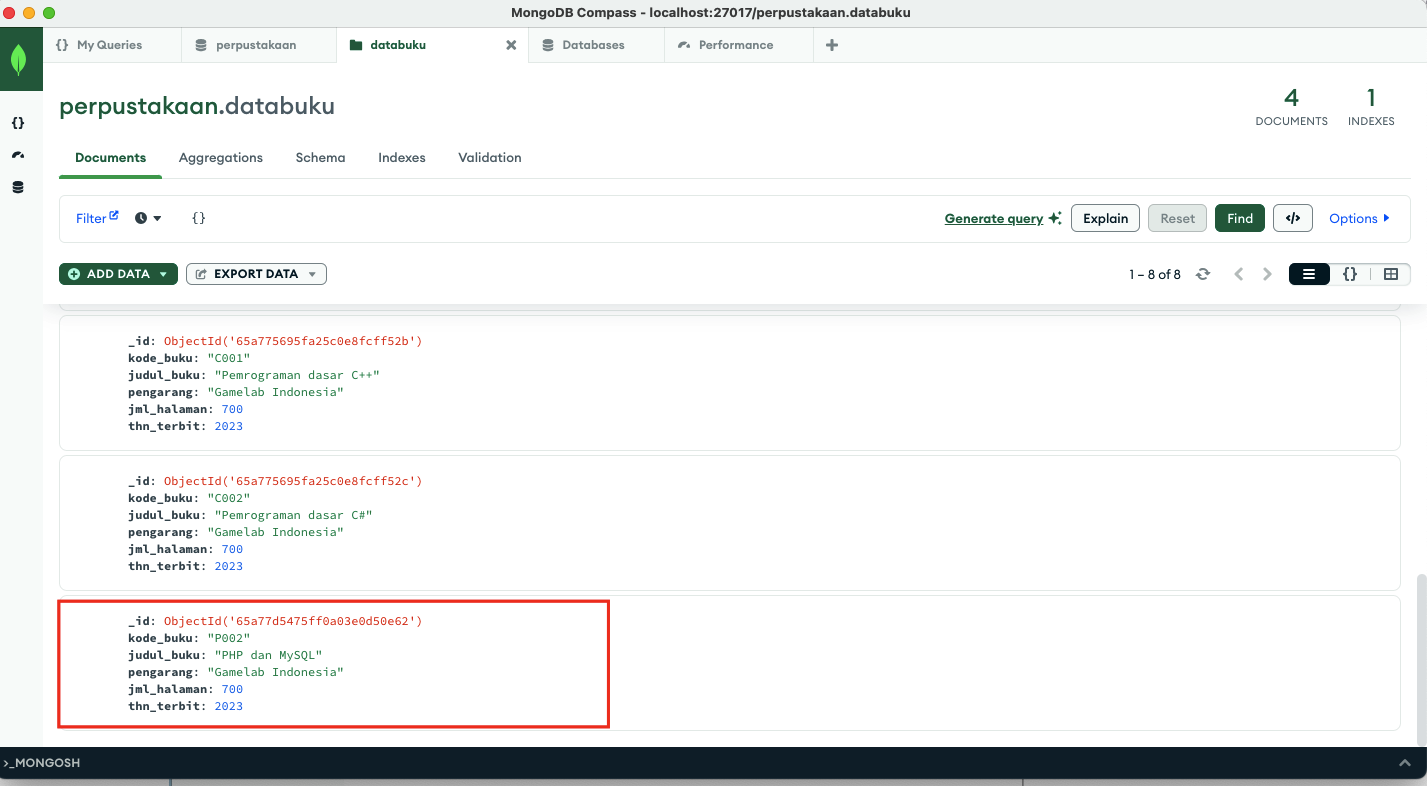 MongoDB Compass - localhost:27017/perpustakaan.databuku
{} My Queries
perpustakaan
databuku
Databases
Performance
perpustakaan.databuku
4
DOCUMENTS
1
INDEXES
Documents
Aggregations
Schema
Indexes
Validation
Filter
{}
Generate query
Explain
Reset
Find
</>
Options
ADD DATA
EXPORT DATA
1 – 8 of 8
{}
_id: ObjectId('65a775695fa25c0e8fcff52b')
kode_buku: "C001"
judul_buku: "Pemrograman dasar C++"
pengarang: "Gamelab Indonesia"
jml_halaman: 700
thn_terbit: 2023
_id: ObjectId('65a775695fa25c0e8fcff52c')
kode_buku: "C002"
judul_buku: "Pemrograman dasar C#"
pengarang: "Gamelab Indonesia"
jml_halaman: 700
thn_terbit: 2023
_id: ObjectId('65a77d5475ff0a03e0d50e62')
kode_buku: "P002"
judul_buku: "PHP dan MySQL"
pengarang: "Gamelab Indonesia"
jml_halaman: 700
thn_terbit: 2023
>_MONGOSH